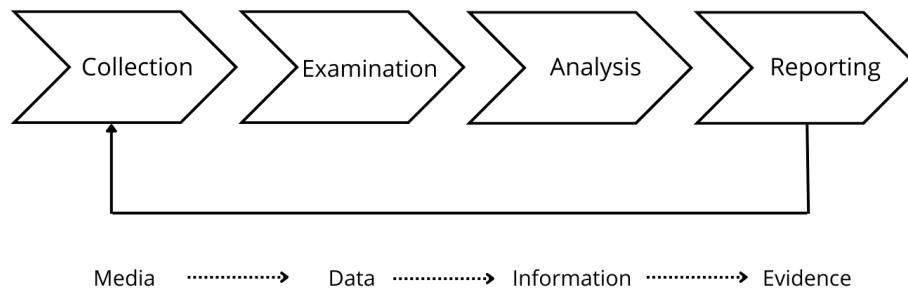 Collection Examination Analysis Reporting
Media Data Information Evidence